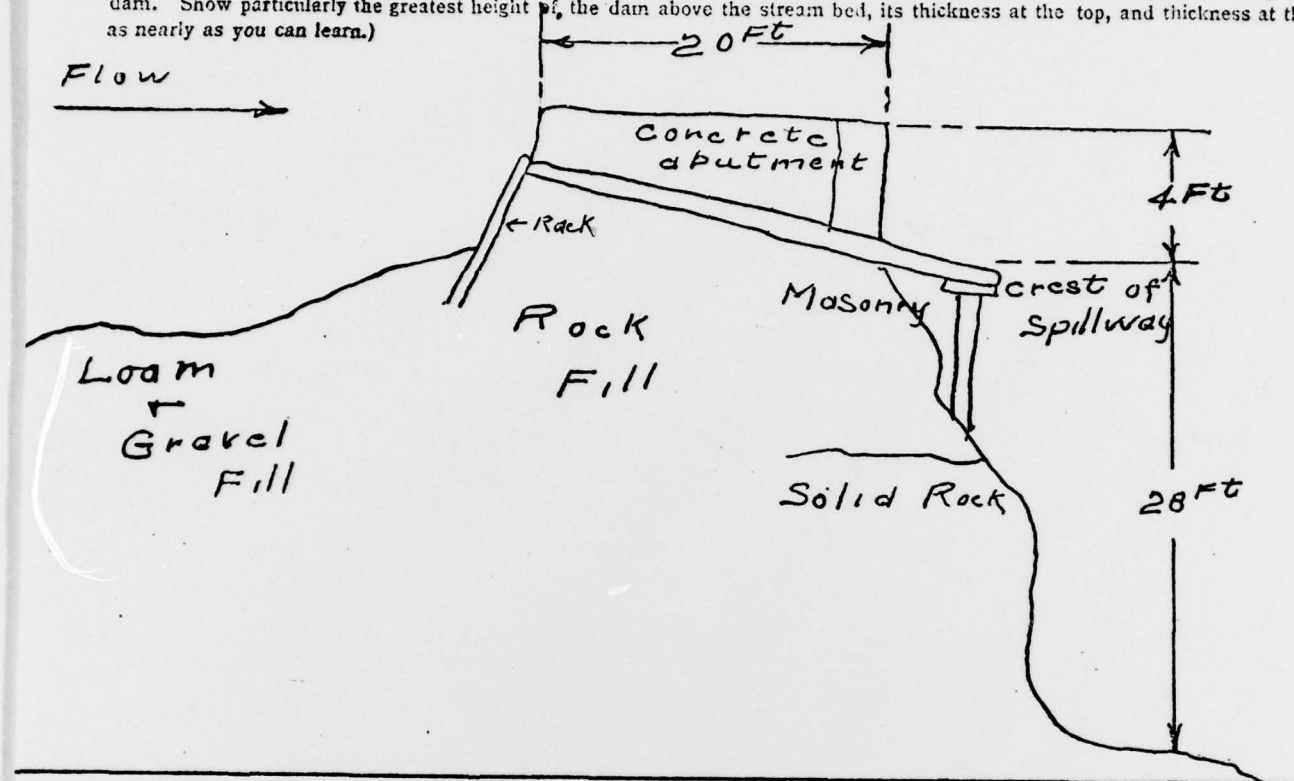 dam. Show particularly the greatest height of, the dam above the stream bed, its thickness at the top, and thickness at th
as nearly as you can learn.)
20 Ft
Flow
Concrete
abutment
4 Ft
← Rack
Masonry
crest of
Spillway
Rock
Fill
Loam
Gravel
Fill
Solid Rock
28 Ft